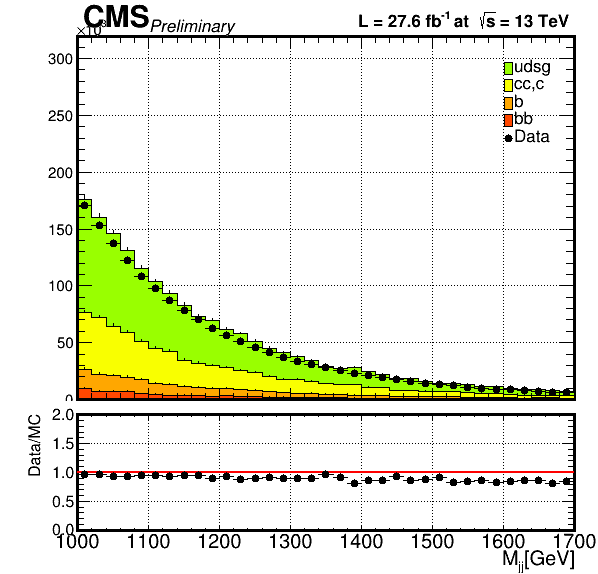 CMS Preliminary L = 27.6 fb⁻¹ at √s = 13 TeV
×10³
300
250
200
150
100
50
0
udsg
cc,c
b
bb
Data
Data/MC
2.0
1.5
1.0
0.5
0.0
1000 1100 1200 1300 1400 1500 1600 1700
Mjj[GeV]